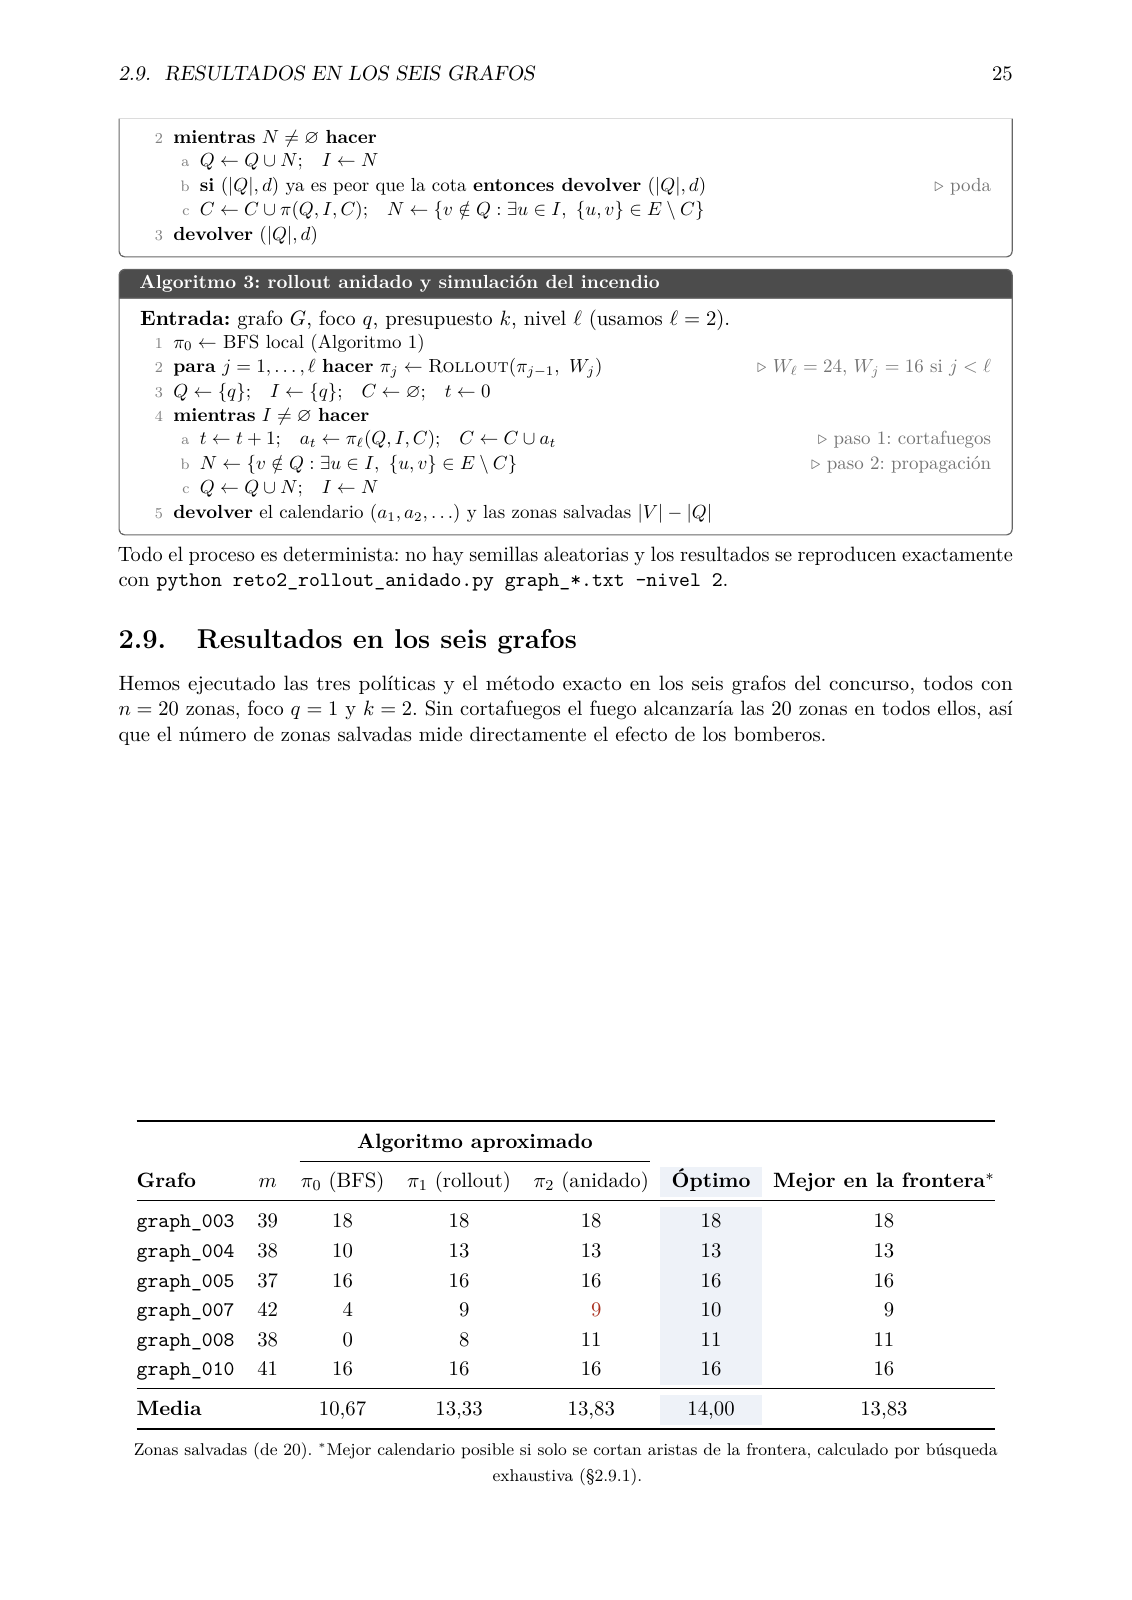 2.9. RESULTADOS EN LOS SEIS GRAFOS 25
2 mientras N ≠ ∅ hacer
a Q ← Q ∪ N; I ← N
b si (|Q|, d) ya es peor que la cota entonces devolver (|Q|, d) ▷ poda
c C ← C ∪ π(Q, I, C); N ← {v ∉ Q : ∃u ∈ I, {u, v} ∈ E \ C}
3 devolver (|Q|, d)
Algoritmo 3: rollout anidado y simulación del incendio
Entrada: grafo G, foco q, presupuesto k, nivel ℓ (usamos ℓ = 2).
1 π₀ ← BFS local (Algoritmo 1)
2 para j = 1, . . . , ℓ hacer π_j ← ROLLOUT(π_{j−1}, W_j) ▷ W_ℓ = 24, W_j = 16 si j < ℓ
3 Q ← {q}; I ← {q}; C ← ∅; t ← 0
4 mientras I ≠ ∅ hacer
a t ← t + 1; a_t ← π_ℓ(Q, I, C); C ← C ∪ a_t ▷ paso 1: cortafuegos
b N ← {v ∉ Q : ∃u ∈ I, {u, v} ∈ E \ C} ▷ paso 2: propagación
c Q ← Q ∪ N; I ← N
5 devolver el calendario (a₁, a₂, . . .) y las zonas salvadas |V| − |Q|
Todo el proceso es determinista: no hay semillas aleatorias y los resultados se reproducen exactamente
con python reto2_rollout_anidado.py graph_*.txt -nivel 2.
2.9. Resultados en los seis grafos
Hemos ejecutado las tres políticas y el método exacto en los seis grafos del concurso, todos con
n = 20 zonas, foco q = 1 y k = 2. Sin cortafuegos el fuego alcanzaría las 20 zonas en todos ellos, así
que el número de zonas salvadas mide directamente el efecto de los bomberos.
Algoritmo aproximado
Grafo m π₀ (BFS) π₁ (rollout) π₂ (anidado) Óptimo Mejor en la frontera*
graph_003 39 18 18 18 18 18
graph_004 38 10 13 13 13 13
graph_005 37 16 16 16 16 16
graph_007 42 4 9 9 10 9
graph_008 38 0 8 11 11 11
graph_010 41 16 16 16 16 16
Media 10,67 13,33 13,83 14,00 13,83
Zonas salvadas (de 20). *Mejor calendario posible si solo se cortan aristas de la frontera, calculado por búsqueda
exhaustiva (§2.9.1).